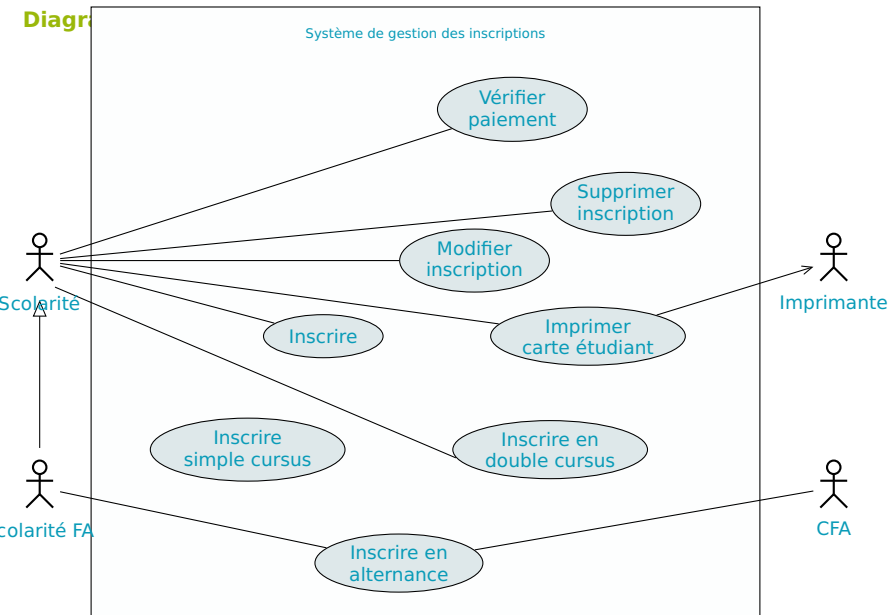 Diagra
Système de gestion des inscriptions
Vérifier
paiement
Supprimer
inscription
Modifier
inscription
Scolarité
Imprimante
Imprimer
carte étudiant
Inscrire
Inscrire
simple cursus
Inscrire en
double cursus
colarité FA
CFA
Inscrire en
alternance